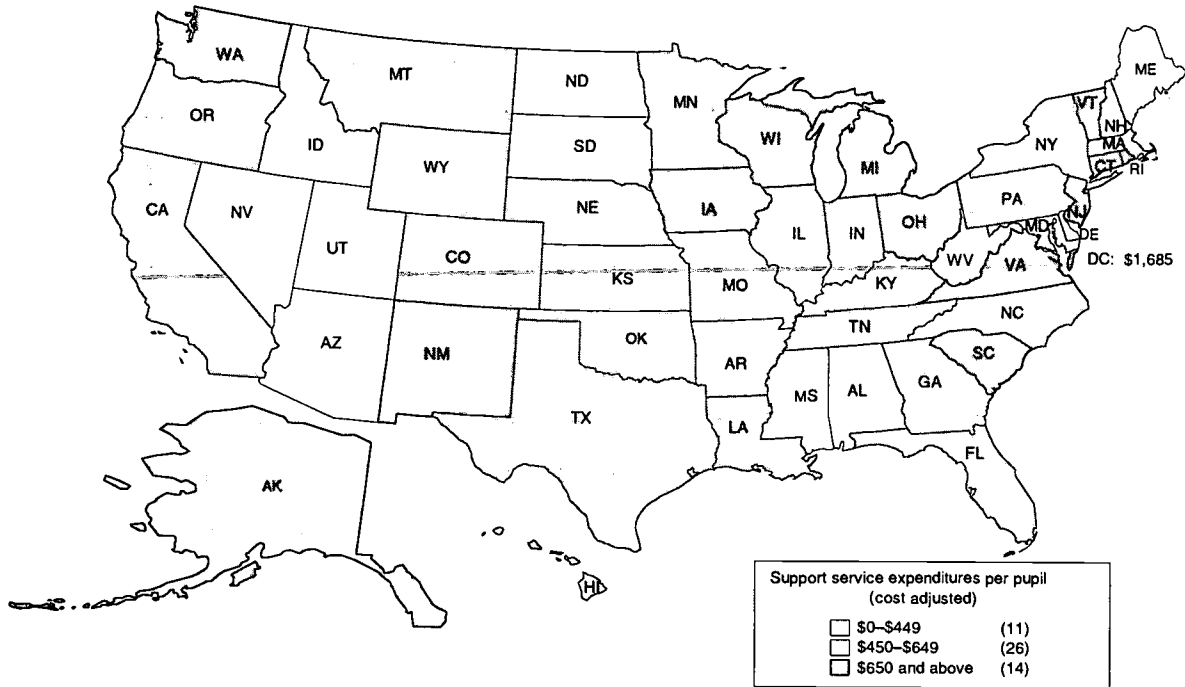 WA
MT
ND
MN
ME
OR
ID
SD
WI
VT
NH
NY
MA
WY
MI
CT
RI
CA
NV
NE
IA
PA
NJ
UT
CO
IL
IN
OH
MD
DE
WV
VA
DC: $1,685
KS
MO
KY
AZ
NM
OK
TN
NC
AR
SC
TX
MS
AL
GA
LA
FL
AK
HI
Support service expenditures per pupil
(cost adjusted)
$0–$449 (11)
$450–$649 (26)
$650 and above (14)